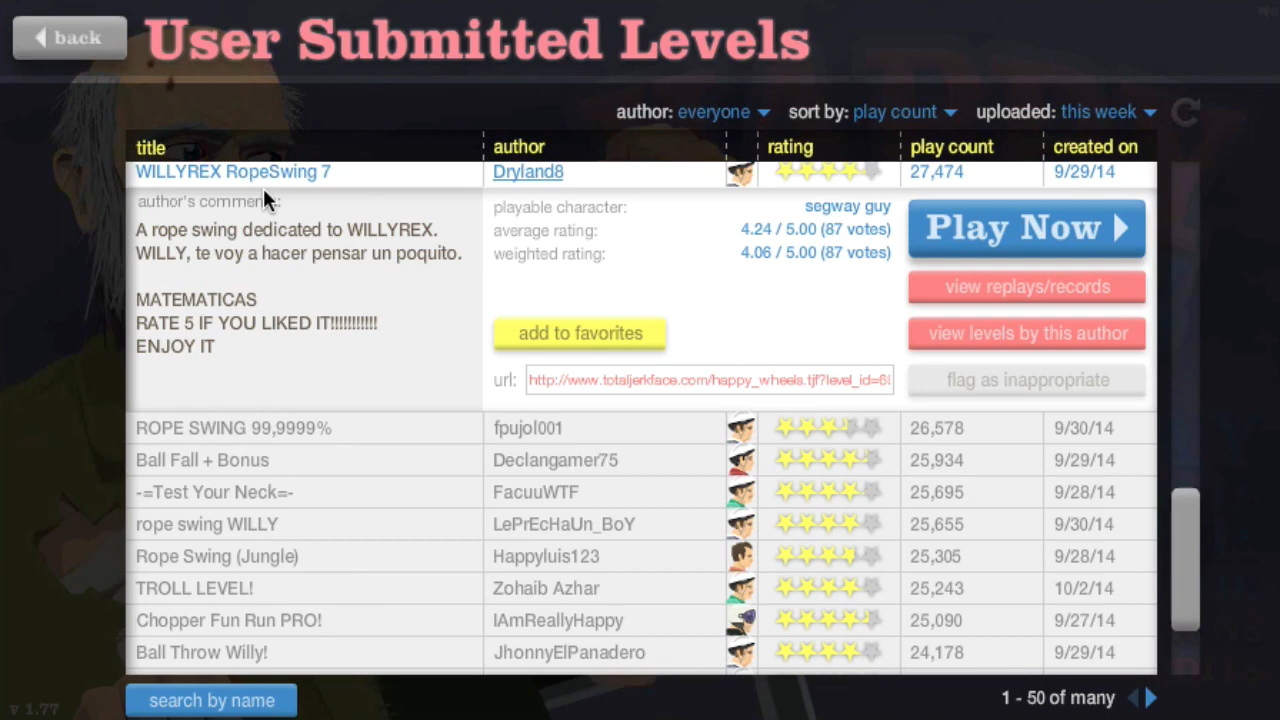 back
User Submitted Levels
author: everyone sort by: play count uploaded: this week
title author rating play count created on
WILLYREX RopeSwing 7 Dryland8 27,474 9/29/14
author's comments:
A rope swing dedicated to WILLYREX.
WILLY, te voy a hacer pensar un poquito.
MATEMATICAS
RATE 5 IF YOU LIKED IT!!!!!!!!!!!
ENJOY IT
playable character: segway guy
average rating: 4.24 / 5.00 (87 votes)
weighted rating: 4.06 / 5.00 (87 votes)
add to favorites
url: http://www.totaljerkface.com/happy_wheels.tjf?level_id=6
Play Now
view replays/records
view levels by this author
flag as inappropriate
ROPE SWING 99,9999% fpujol001 26,578 9/30/14
Ball Fall + Bonus Declangamer75 25,934 9/29/14
-=Test Your Neck=- FacuuWTF 25,695 9/28/14
rope swing WILLY LePrEcHaUn_BoY 25,655 9/30/14
Rope Swing (Jungle) Happyluis123 25,305 9/28/14
TROLL LEVEL! Zohaib Azhar 25,243 10/2/14
Chopper Fun Run PRO! IAmReallyHappy 25,090 9/27/14
Ball Throw Willy! JhonnyElPanadero 24,178 9/29/14
v 1.77
search by name
1 - 50 of many